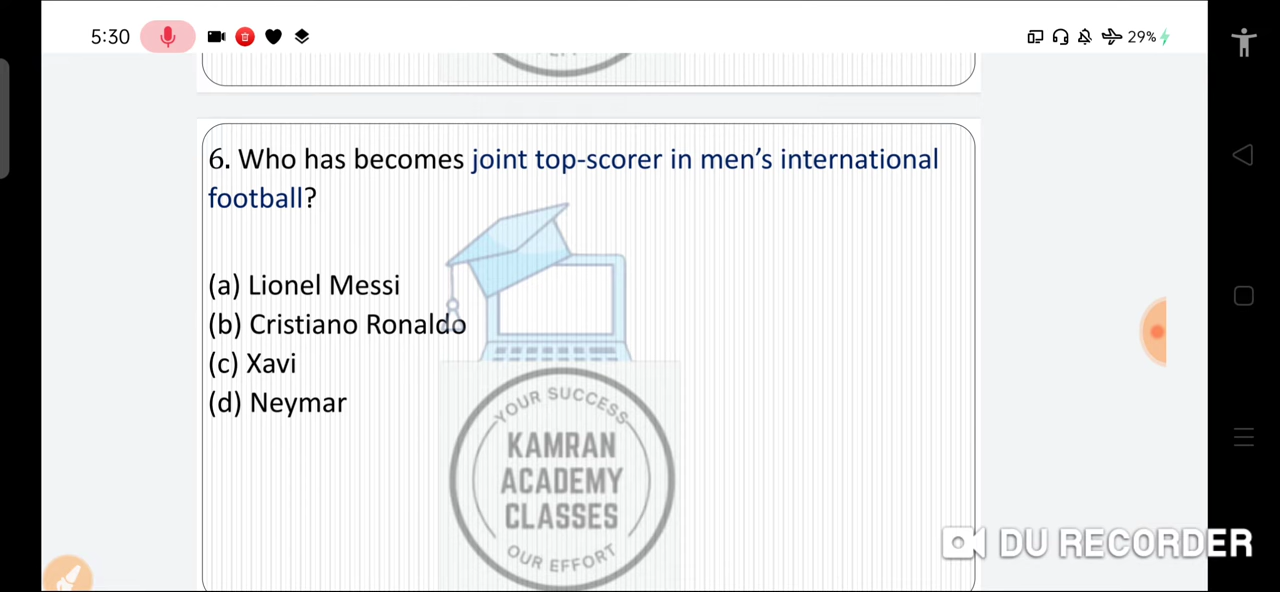 5:30
29%
6. Who has becomes joint top-scorer in men's international
football?
(a) Lionel Messi
(b) Cristiano Ronaldo
(c) Xavi
(d) Neymar
YOUR SUCCESS
KAMRAN
ACADEMY
CLASSES
OUR EFFORT
DU RECORDER